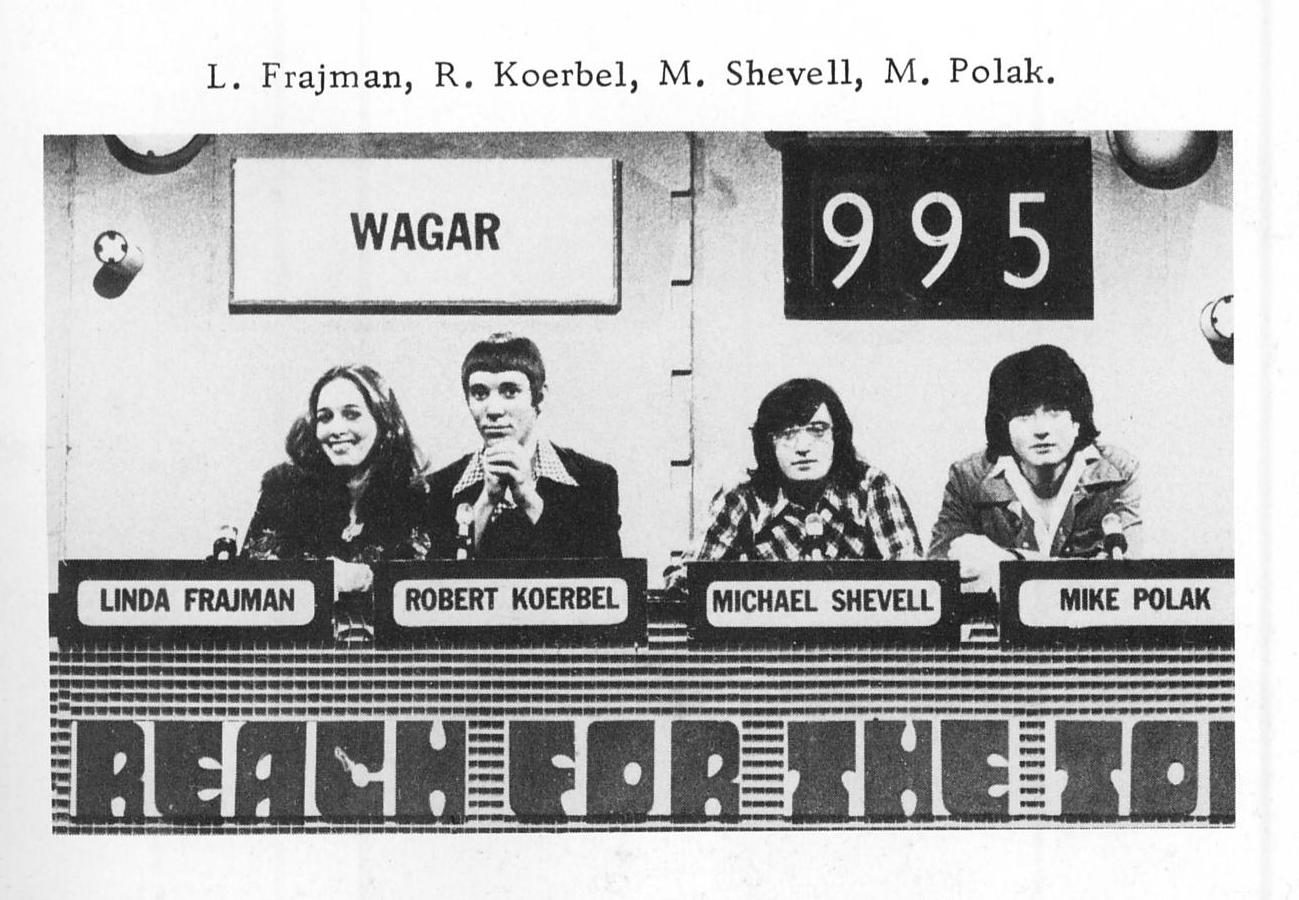 L. Frajman, R. Koerbel, M. Shevell, M. Polak.
WAGAR
995
LINDA FRAJMAN
ROBERT KOERBEL
MICHAEL SHEVELL
MIKE POLAK
REACH FOR THE TO